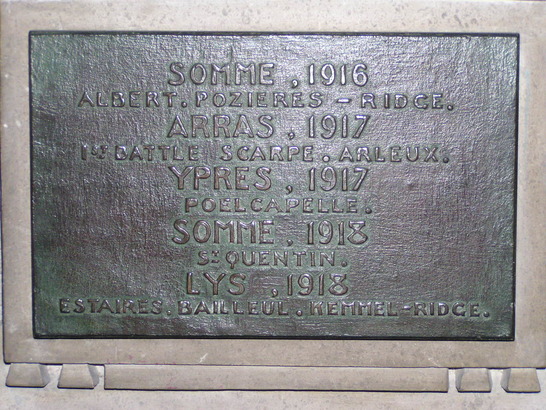 SOMME, 1916
ALBERT. POZIERES - RIDGE.
ARRAS, 1917
1ST BATTLE SCARPE. ARLEUX.
YPRES, 1917
POELCAPELLE.
SOMME, 1918
ST QUENTIN.
LYS, 1918
ESTAIRES. BAILLEUL. KEMMEL-RIDGE.